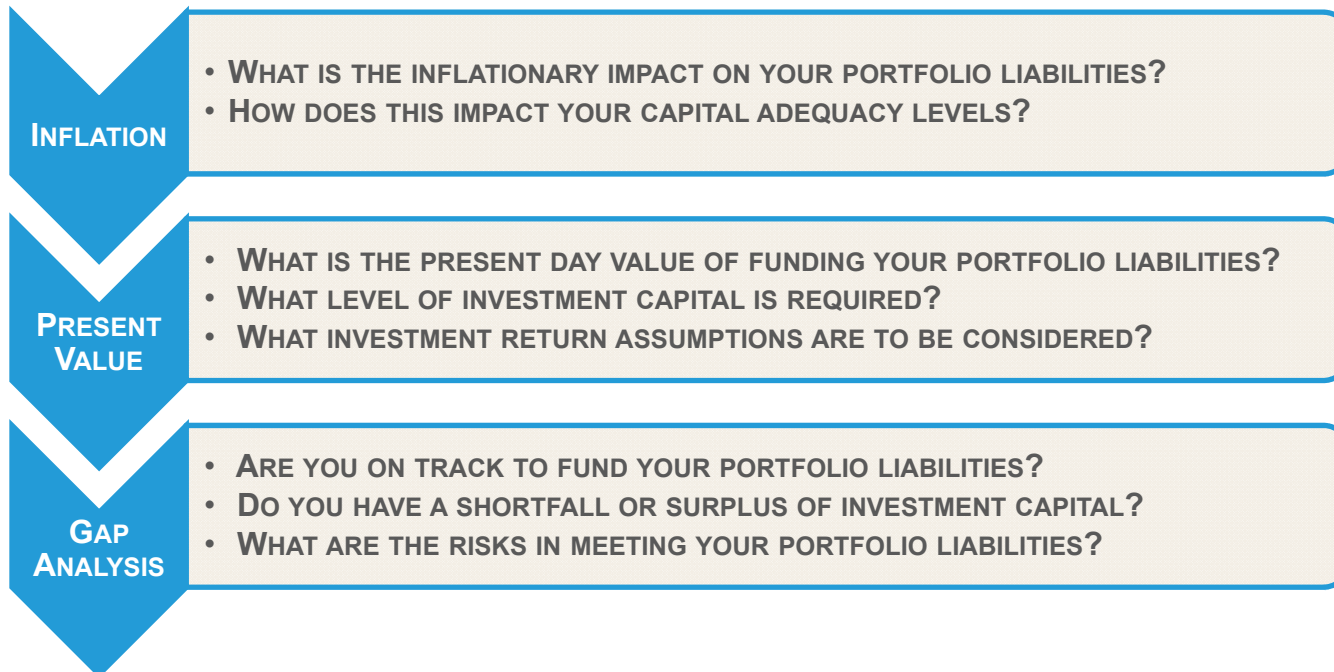 INFLATION
• WHAT IS THE INFLATIONARY IMPACT ON YOUR PORTFOLIO LIABILITIES?
• HOW DOES THIS IMPACT YOUR CAPITAL ADEQUACY LEVELS?
PRESENT
VALUE
• WHAT IS THE PRESENT DAY VALUE OF FUNDING YOUR PORTFOLIO LIABILITIES?
• WHAT LEVEL OF INVESTMENT CAPITAL IS REQUIRED?
• WHAT INVESTMENT RETURN ASSUMPTIONS ARE TO BE CONSIDERED?
GAP
ANALYSIS
• ARE YOU ON TRACK TO FUND YOUR PORTFOLIO LIABILITIES?
• DO YOU HAVE A SHORTFALL OR SURPLUS OF INVESTMENT CAPITAL?
• WHAT ARE THE RISKS IN MEETING YOUR PORTFOLIO LIABILITIES?